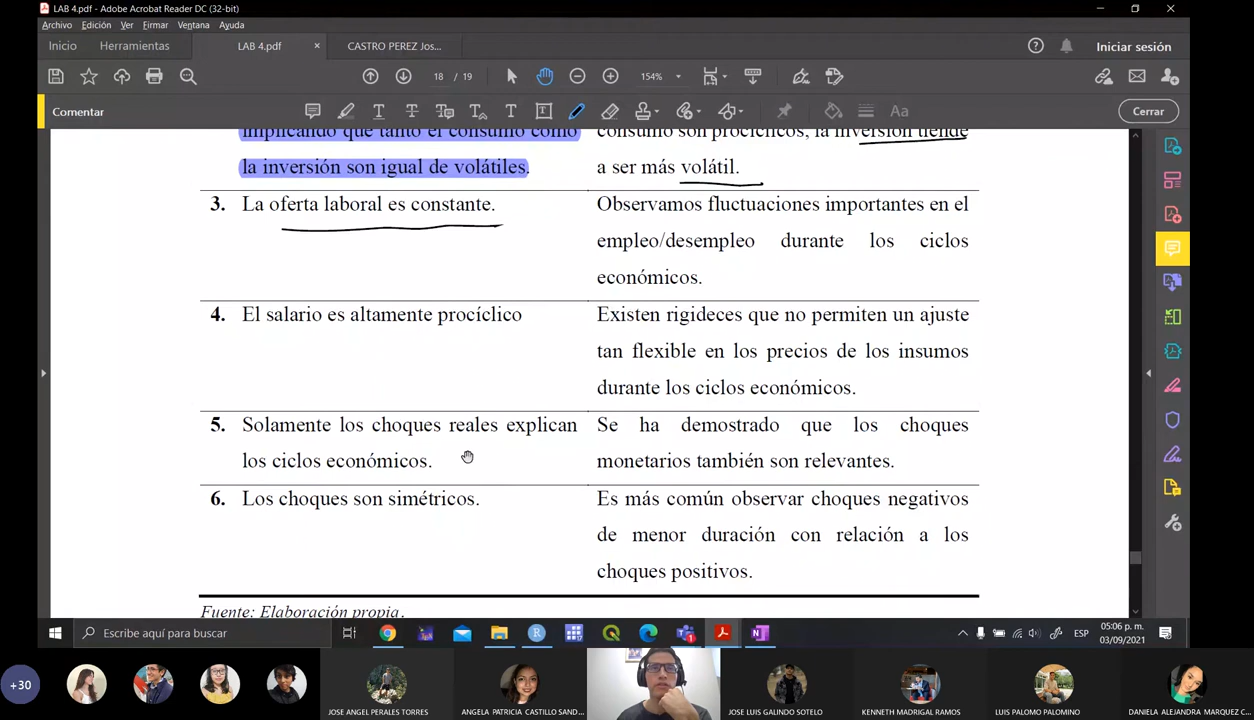 LAB 4.pdf - Adobe Acrobat Reader DC (32-bit)
Archivo Edición Ver Firmar Ventana Ayuda
Inicio Herramientas LAB 4.pdf × CASTRO PEREZ Jos... Iniciar sesión
18 / 19 154%
Comentar Cerrar
implicando que tanto el consumo como
la inversión son igual de volátiles.
consumo son procíclicos, la inversión tiende
a ser más volátil.
3. La oferta laboral es constante.
Observamos fluctuaciones importantes en el
empleo/desempleo durante los ciclos
económicos.
4. El salario es altamente procíclico
Existen rigideces que no permiten un ajuste
tan flexible en los precios de los insumos
durante los ciclos económicos.
5. Solamente los choques reales explican
los ciclos económicos.
Se ha demostrado que los choques
monetarios también son relevantes.
6. Los choques son simétricos.
Es más común observar choques negativos
de menor duración con relación a los
choques positivos.
Fuente: Elaboración propia.
Escribe aquí para buscar
ESP
05:06 p. m.
03/09/2021
+30
JOSE ANGEL PERALES TORRES
ANGELA PATRICIA CASTILLO SAND...
JOSE LUIS GALINDO SOTELO
KENNETH MADRIGAL RAMOS
LUIS PALOMO PALOMINO
DANIELA ALEJANDRA MARQUEZ C...